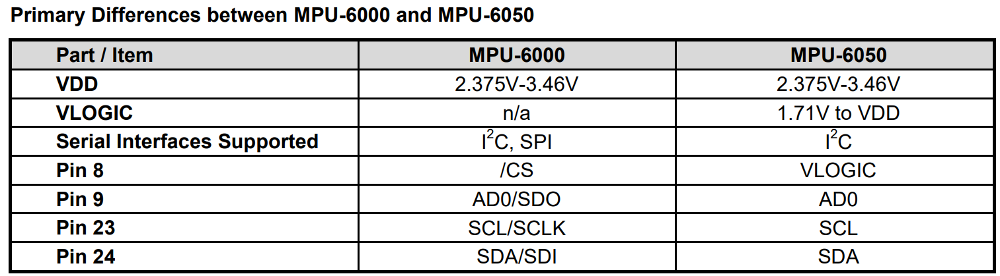 Primary Differences between MPU-6000 and MPU-6050
Part / Item MPU-6000 MPU-6050
VDD 2.375V-3.46V 2.375V-3.46V
VLOGIC n/a 1.71V to VDD
Serial Interfaces Supported I²C, SPI I²C
Pin 8 /CS VLOGIC
Pin 9 AD0/SDO AD0
Pin 23 SCL/SCLK SCL
Pin 24 SDA/SDI SDA